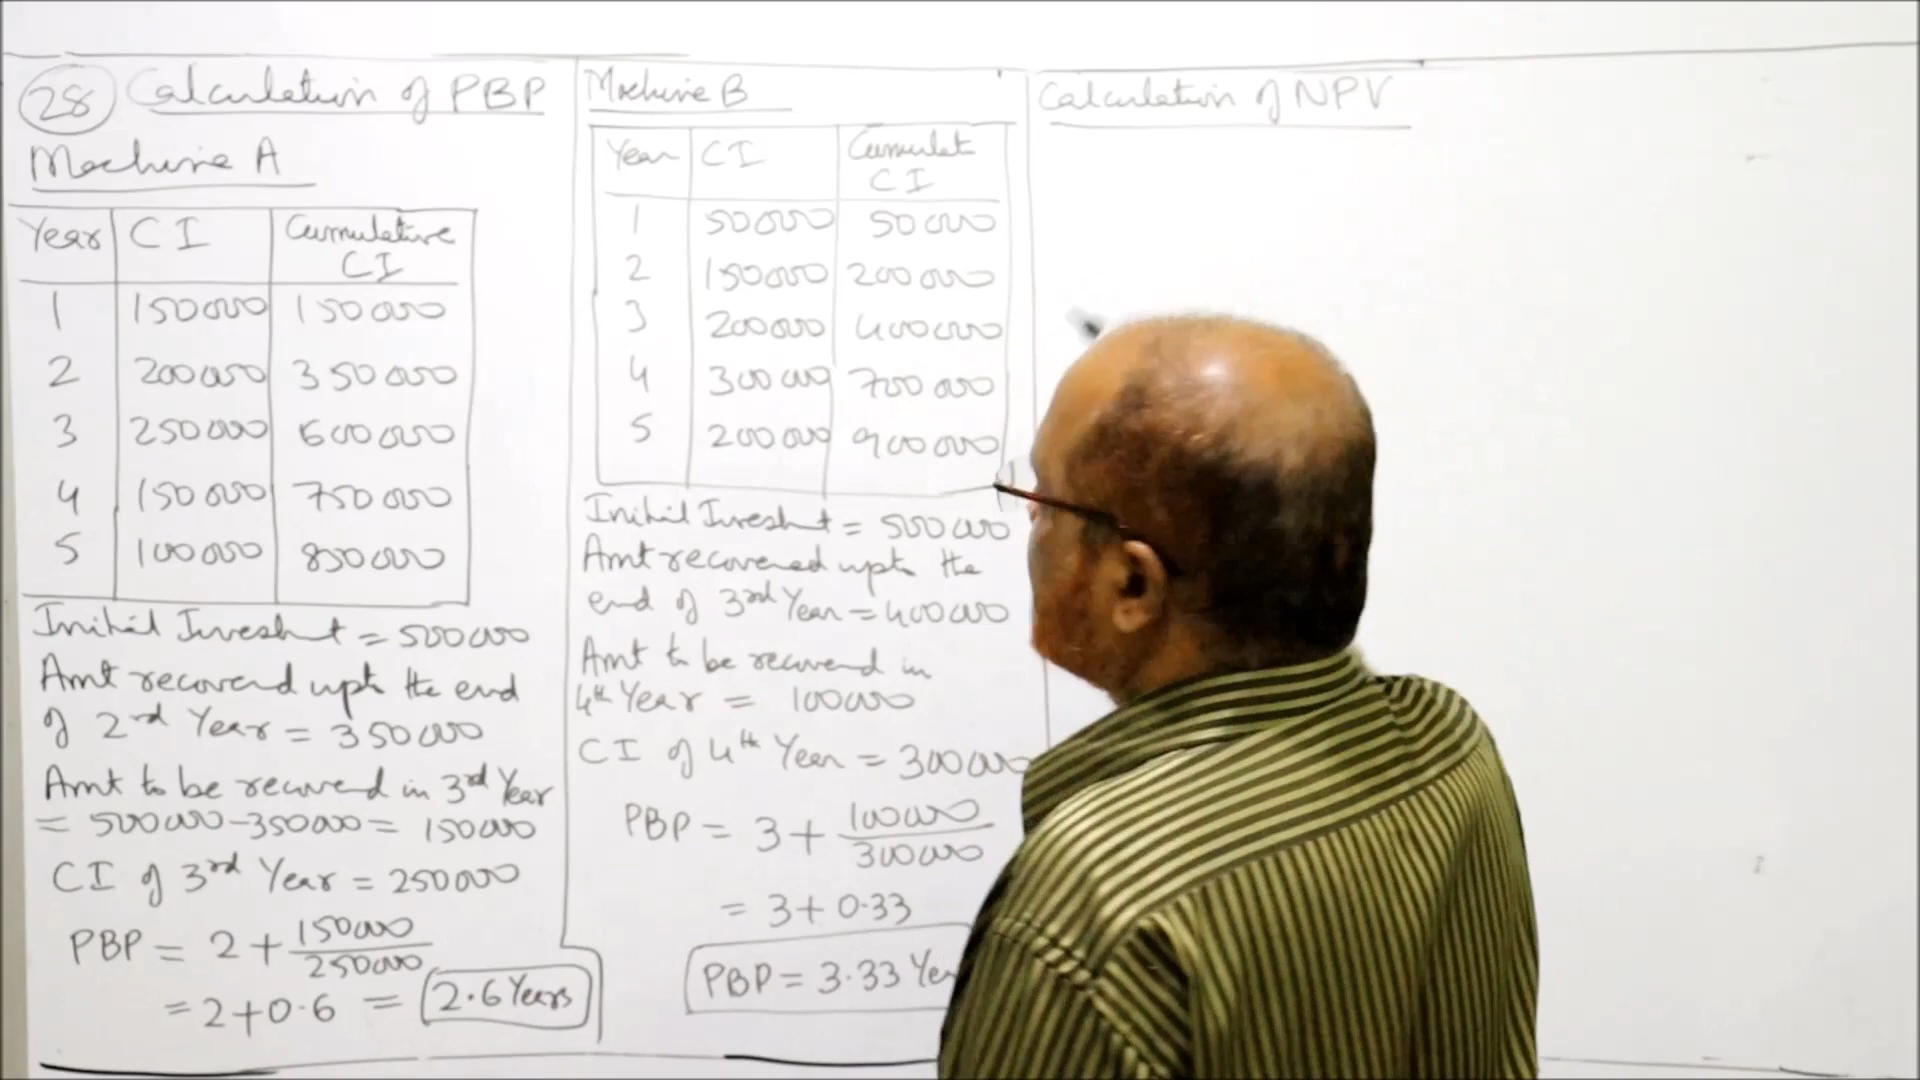 28 Calculation of PBP
Machine A
Year CI Cumulative
CI
1 150000 150000
2 200000 350000
3 250000 600000
4 150000 750000
5 100000 850000
Initial Investmt = 500000
Amt recovered upto the end
of 2rd Year = 350000
Amt to be recovered in 3rd Year
= 500000-350000 = 150000
CI of 3rd Year = 250000
PBP = 2 + 150000
250000
= 2+0.6 = 2.6 Years
Machine B
Year CI Cumulat
CI
1 50000 50000
2 150000 200000
3 200000 400000
4 300000 700000
5 200000 900000
Initial Investmt = 500000
Amt recovered upto the
end of 3rd Year = 400000
Amt to be recovered in
4th Year = 100000
CI of 4th Year = 300000
PBP = 3 + 100000
300000
= 3+0.33
PBP = 3.33 Yea
Calculation of NPV